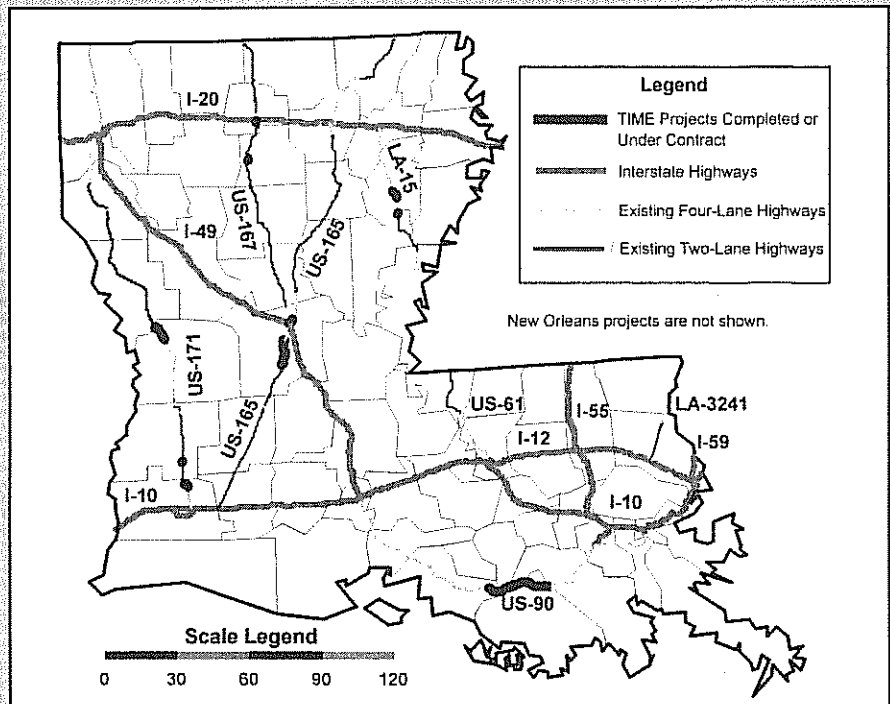 I-20
Legend
TIME Projects Completed or
Under Contract
Interstate Highways
Existing Four-Lane Highways
Existing Two-Lane Highways
LA-15
US-167
US-165
I-49
New Orleans projects are not shown.
US-171
US-165
US-61
I-55
LA-3241
I-12
I-59
I-10
I-10
US-90
Scale Legend
0 30 60 90 120